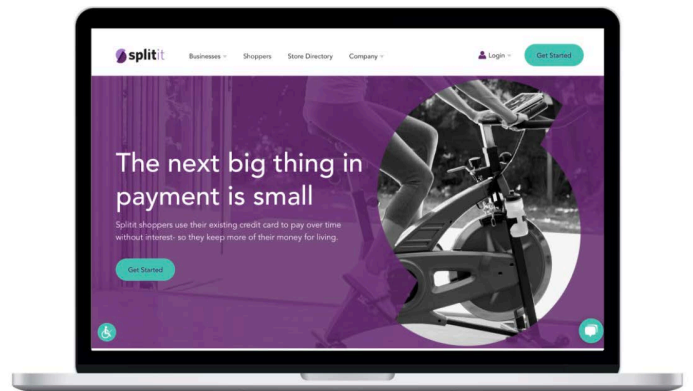 splitit
Businesses
Shoppers
Store Directory
Company
Login
Get Started
The next big thing in
payment is small
Splitit shoppers use their existing credit card to pay over time
without interest- so they keep more of their money for living.
Get Started